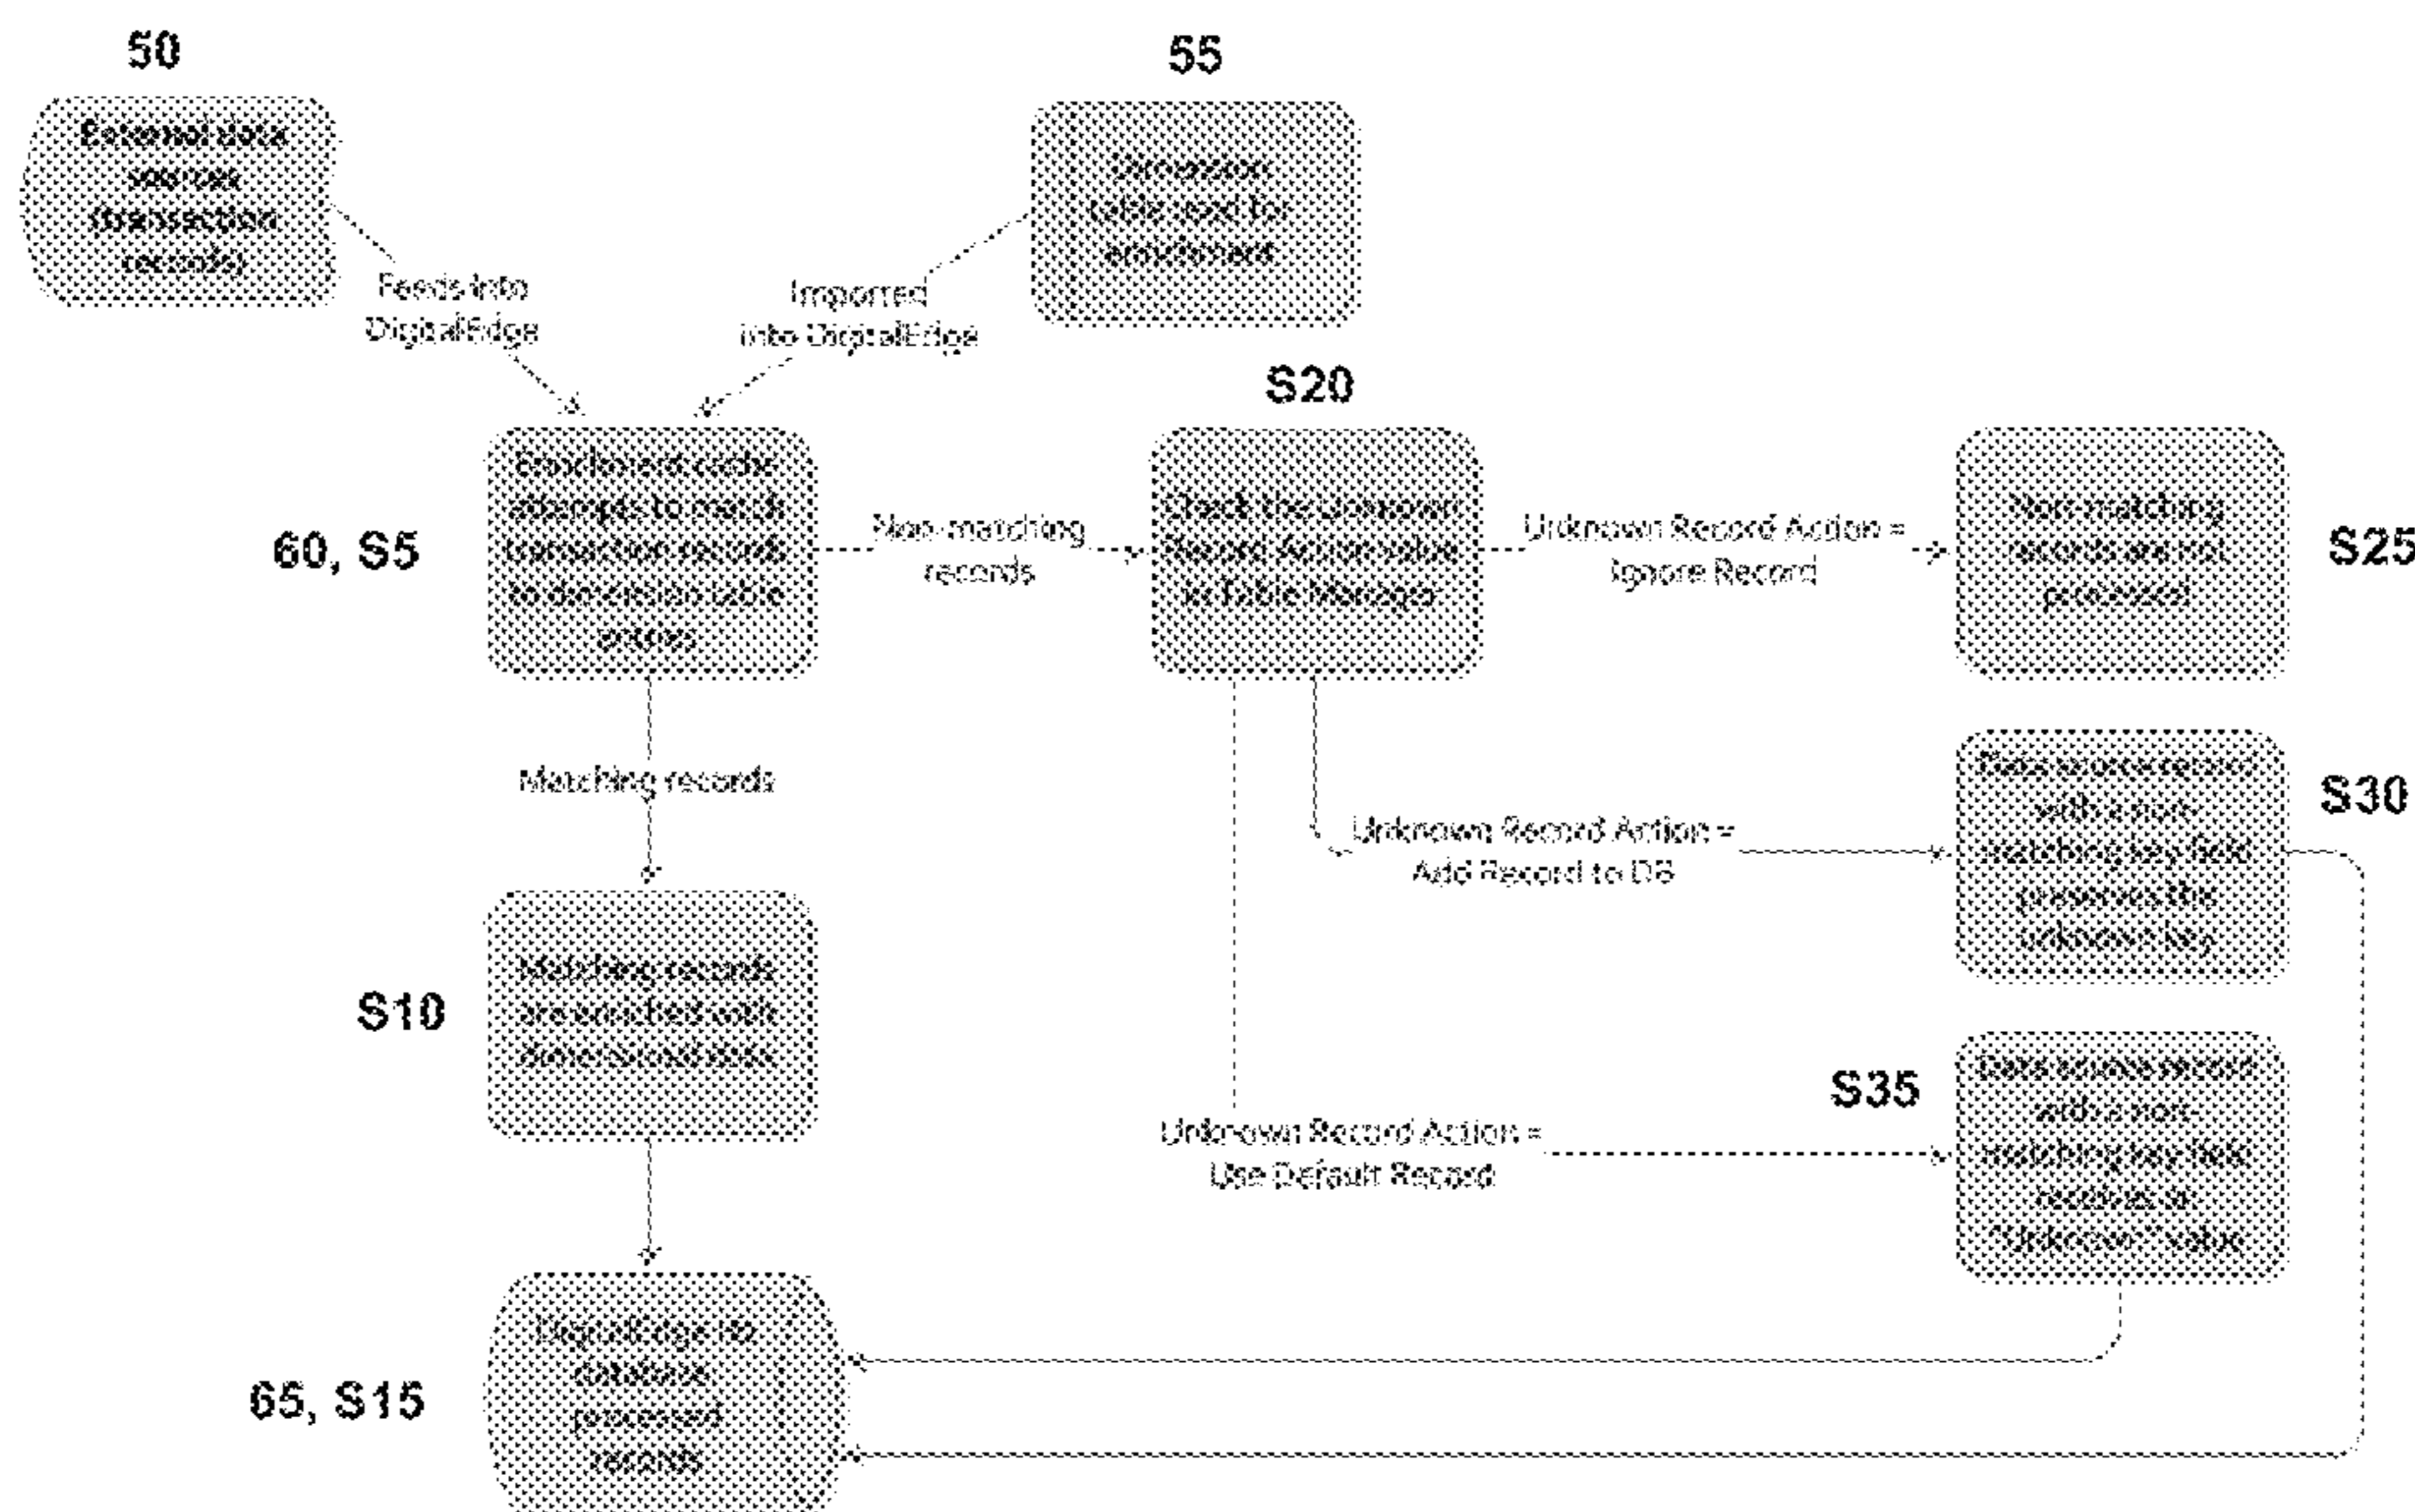 50
55
External data
sources
(transaction
records)
Dimension
table used for
enrichment
Feeds into
DigitalEdge
Imported
into DigitalEdge
S20
Enrichment cache
attempts to match
transaction records
to dimension table
entries
60, S5
Non-matching
records
Check the Unknown
Record Action value
in Table Manager
Unknown Record Action =
Ignore Record
Non-matching
records are not
processed
S25
Matching records
Unknown Record Action =
Add Record to DB
Data source record
with a non-
matching key field
preserves the
unknown key
S30
S10
Matching records
are enriched with
dimensional data
Unknown Record Action =
Use Default Record
S35
Data source record
with a non-
matching key field
receives an
"Unknown" value
65, S15
DigitalEdge
database
processed
records